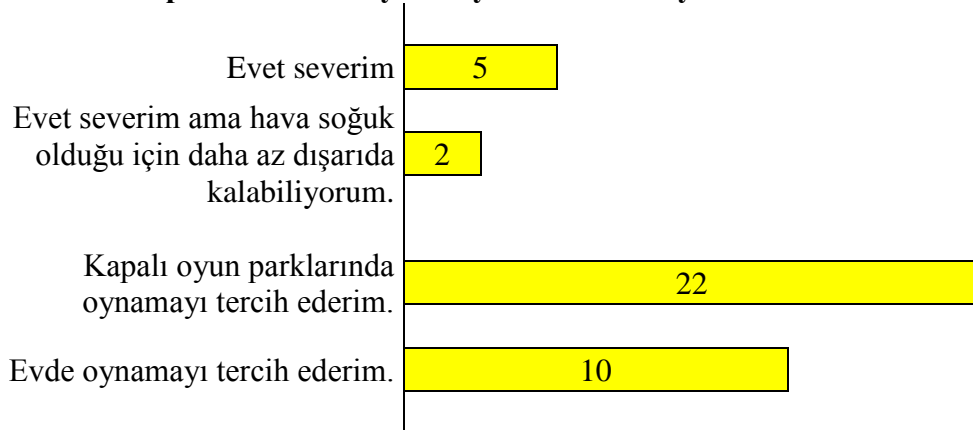 Evet severim
5
Evet severim ama hava soğuk
olduğu için daha az dışarıda
kalabiliyorum.
2
Kapalı oyun parklarında
oynamayı tercih ederim.
22
Evde oynamayı tercih ederim.
10